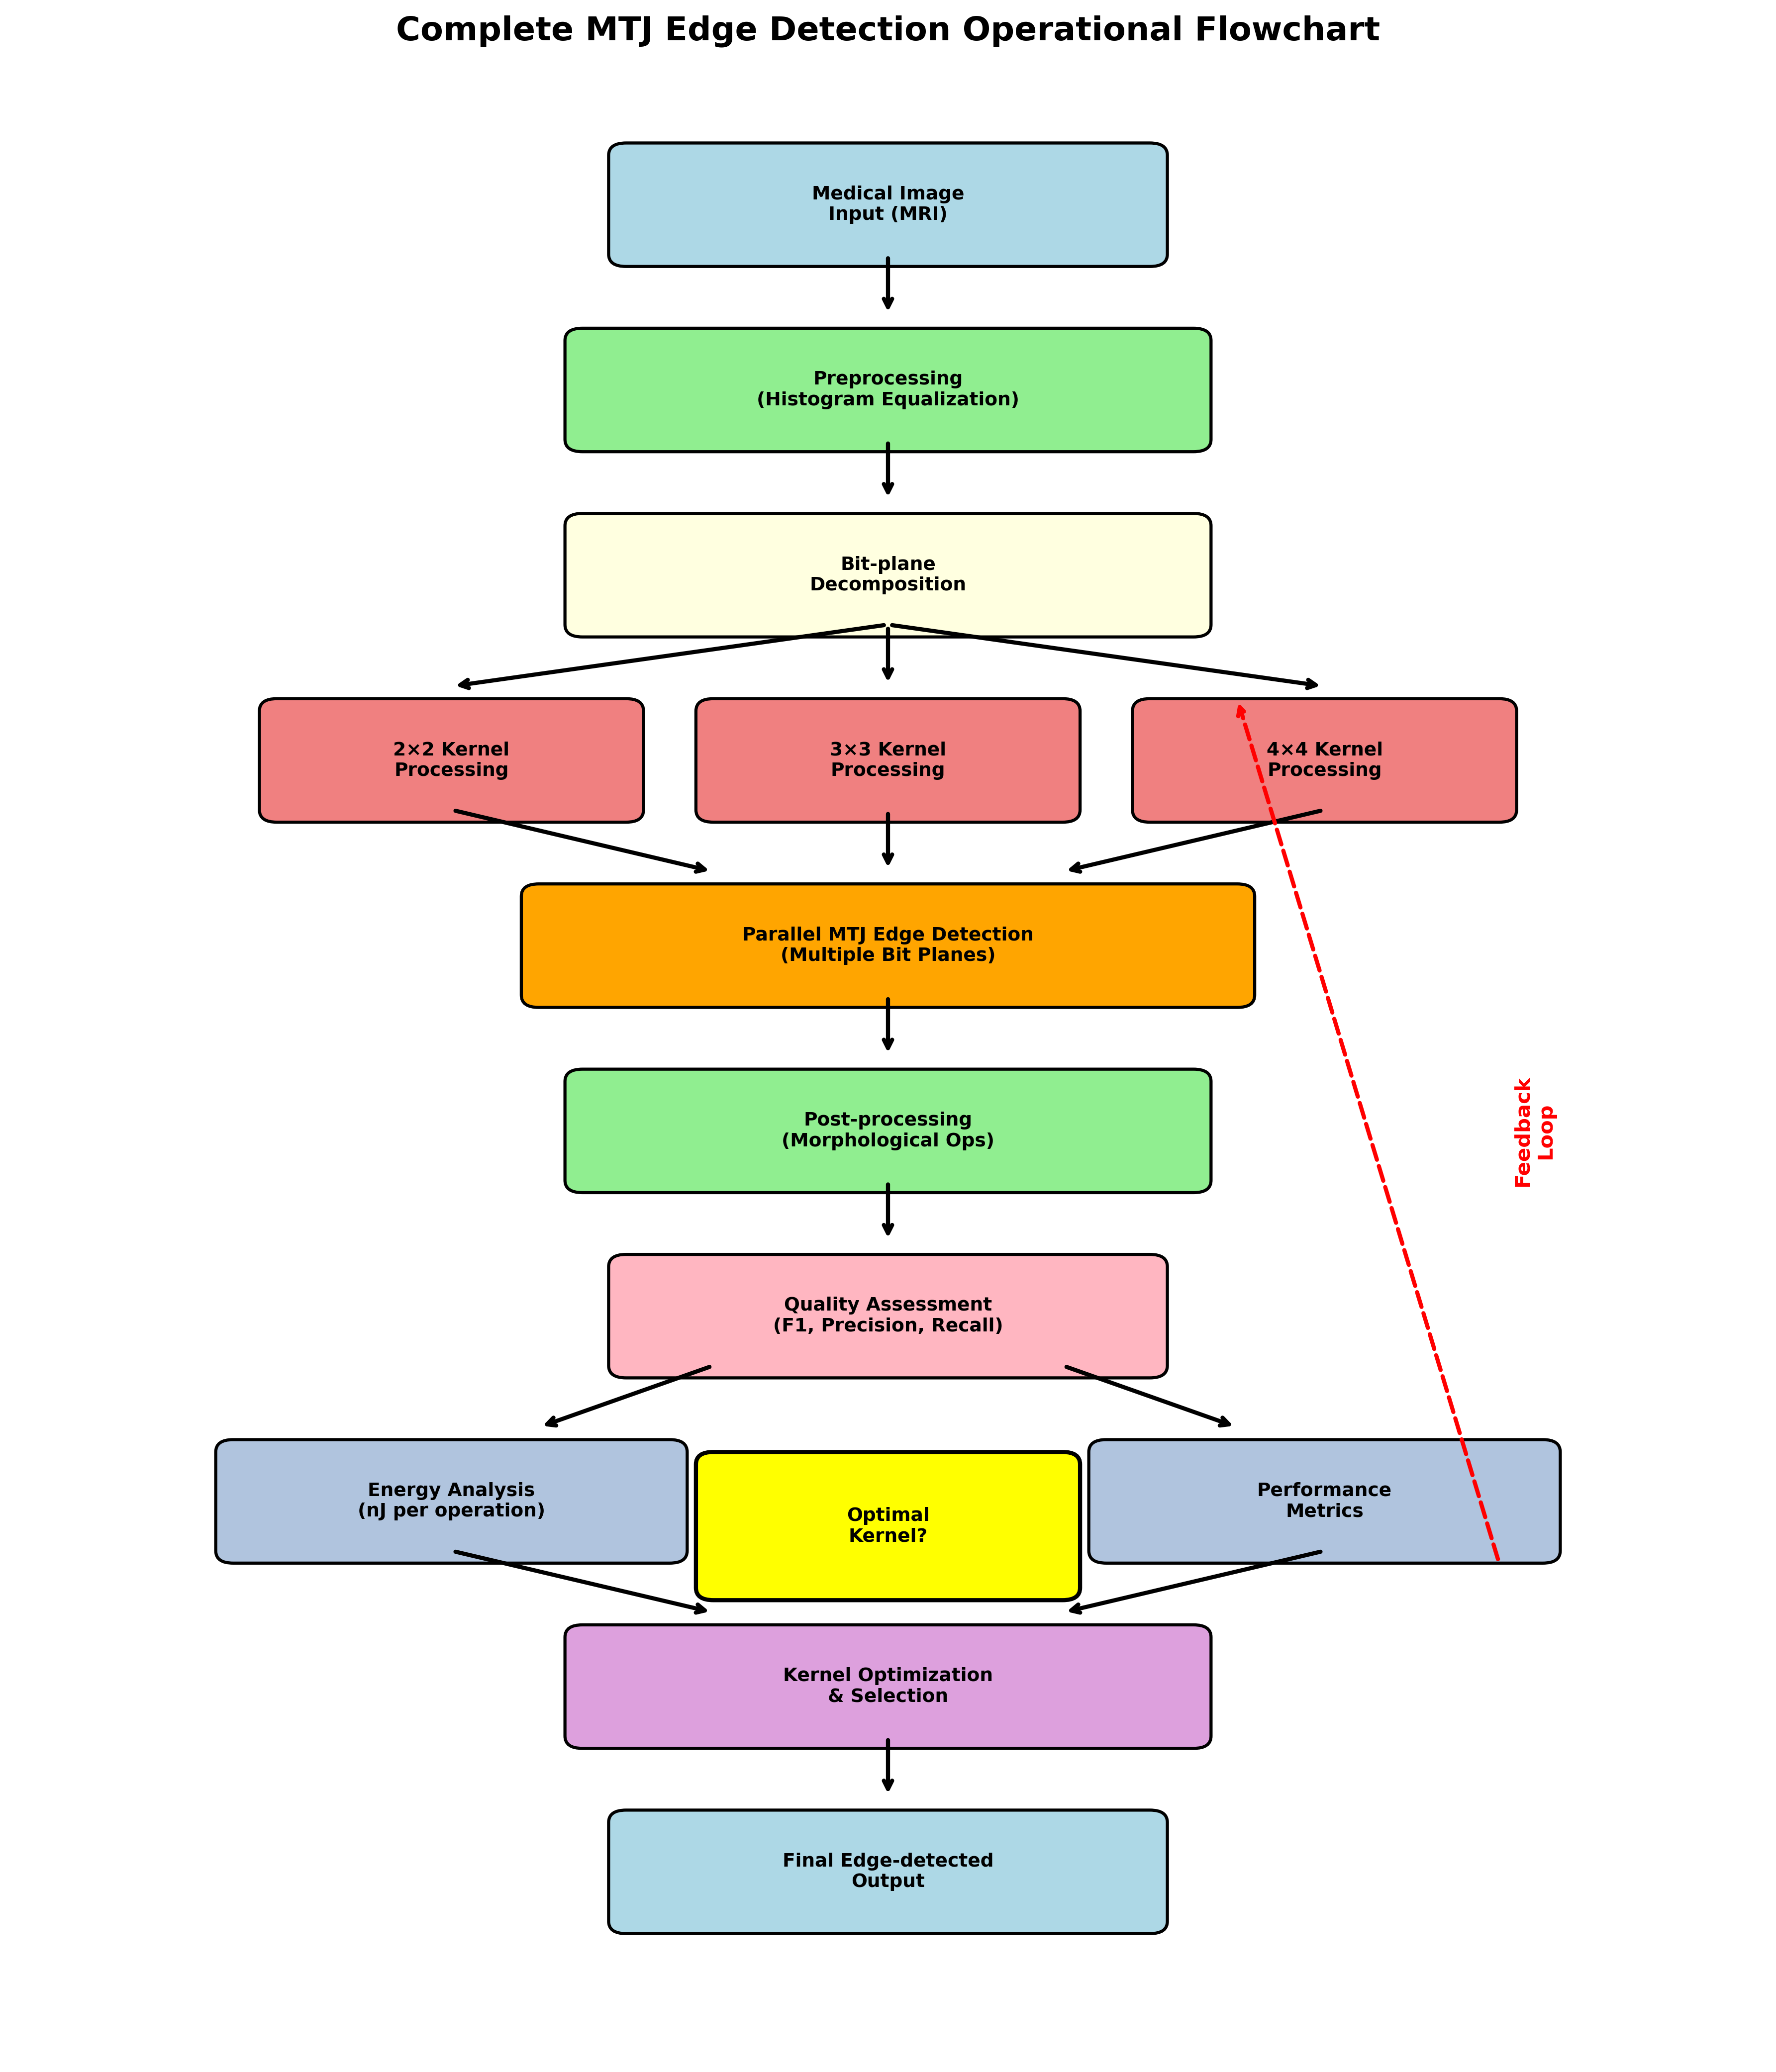 Complete MTJ Edge Detection Operational Flowchart
Medical Image
Input (MRI)
Preprocessing
(Histogram Equalization)
Bit-plane
Decomposition
2×2 Kernel
Processing
3×3 Kernel
Processing
4×4 Kernel
Processing
Parallel MTJ Edge Detection
(Multiple Bit Planes)
Post-processing
(Morphological Ops)
Feedback
Loop
Quality Assessment
(F1, Precision, Recall)
Energy Analysis
(nJ per operation)
Optimal
Kernel?
Performance
Metrics
Kernel Optimization
& Selection
Final Edge-detected
Output